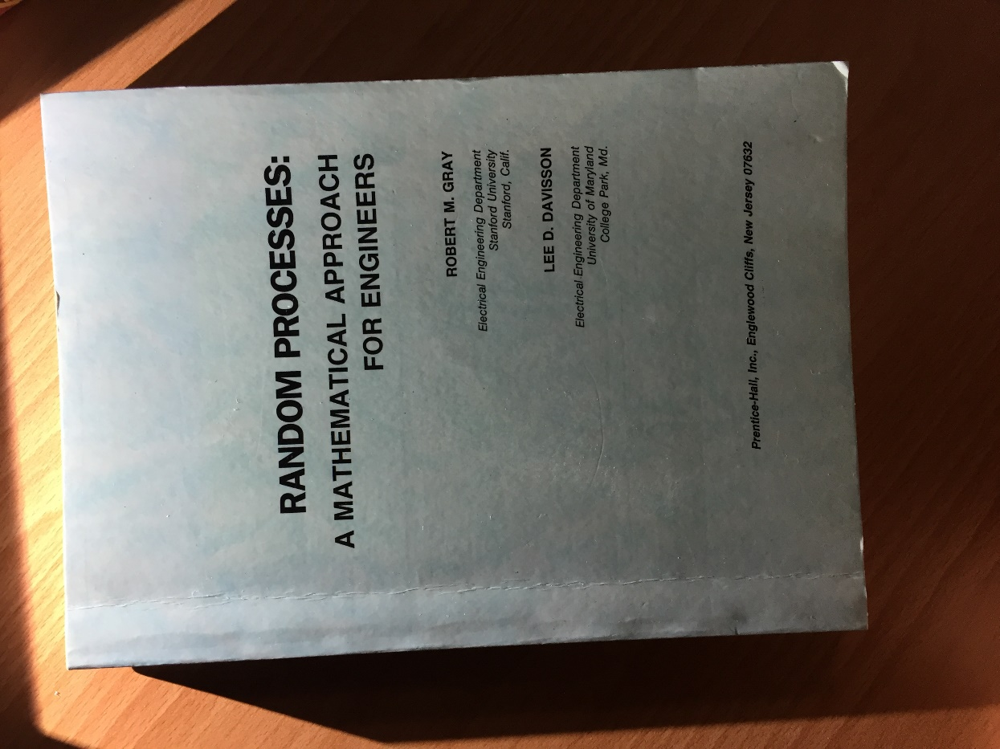 RANDOM PROCESSES:
A MATHEMATICAL APPROACH
FOR ENGINEERS
ROBERT M. GRAY
Electrical Engineering Department
Stanford University
Stanford, Calif.
LEE D. DAVISSON
Electrical Engineering Department
University of Maryland
College Park, Md.
Prentice-Hall, Inc., Englewood Cliffs, New Jersey 07632